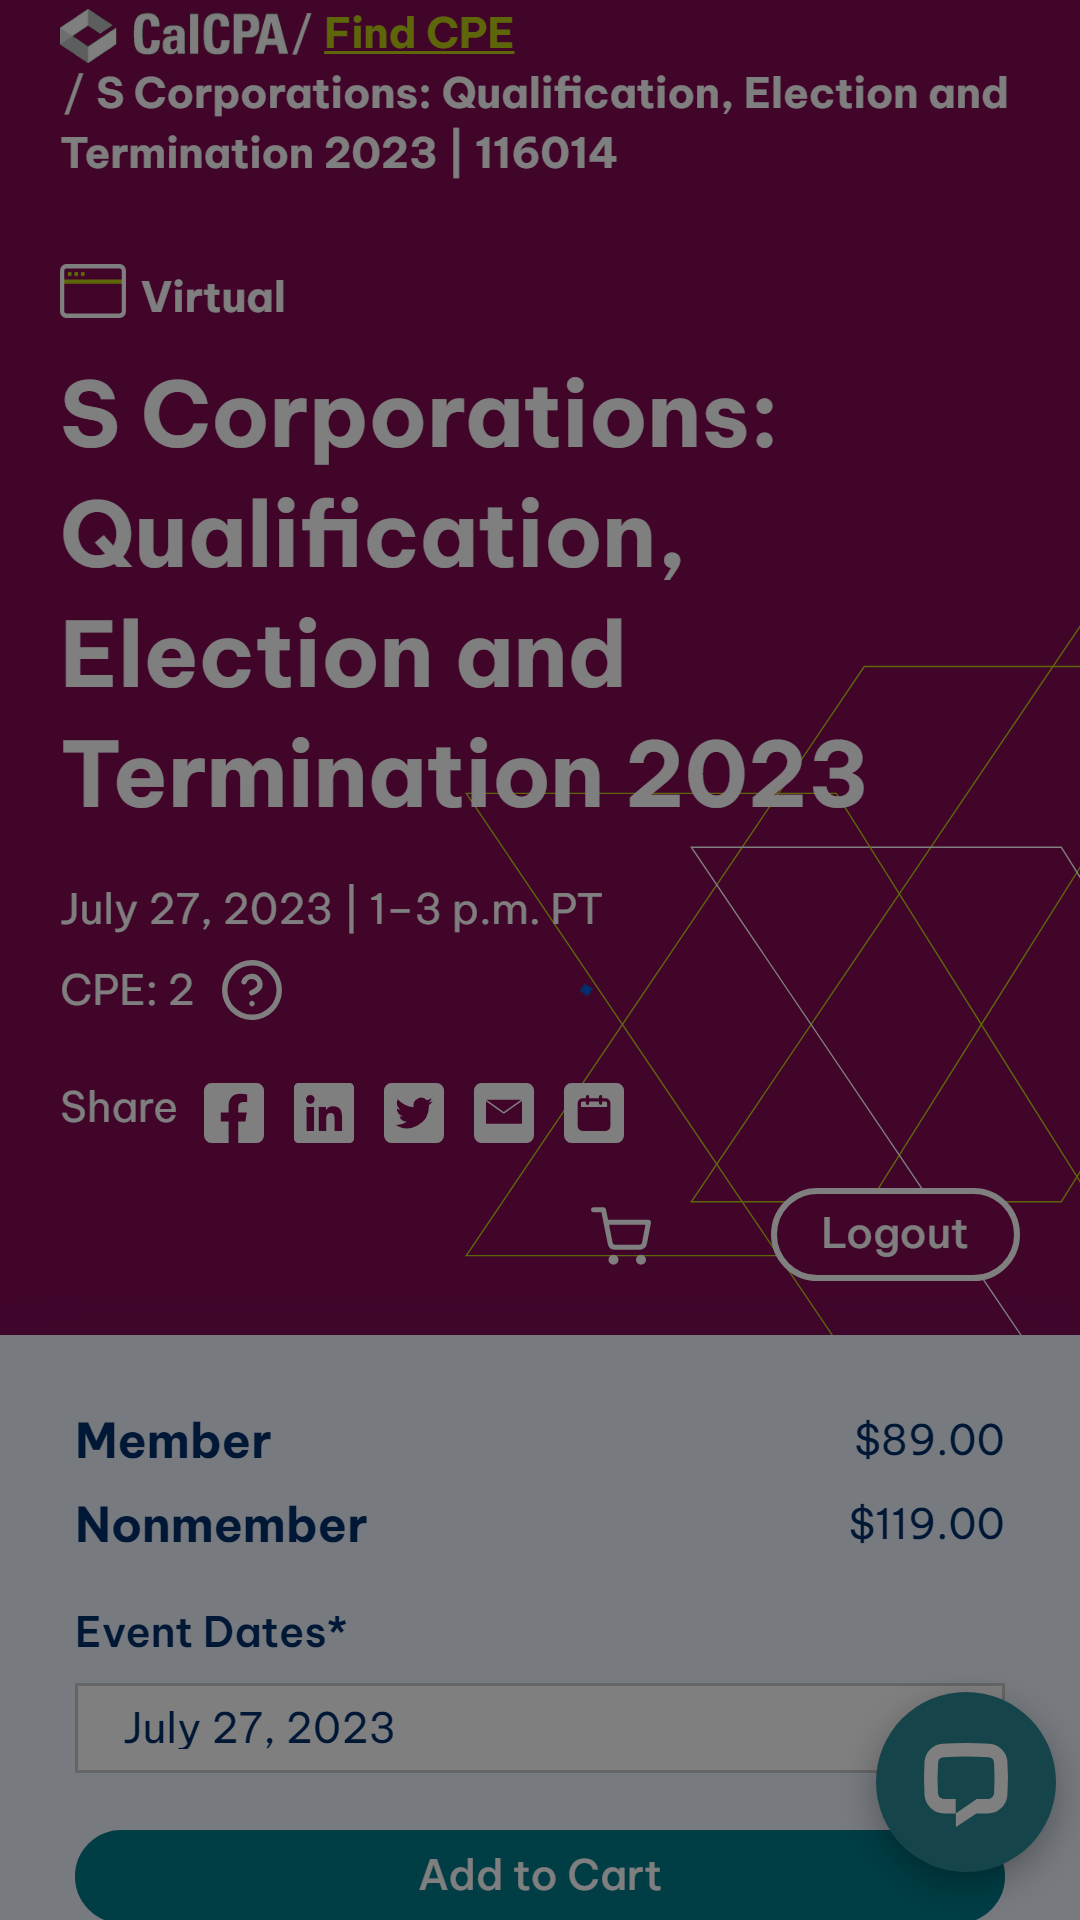 CalCPA / Find CPE
/ S Corporations: Qualification, Election and
Termination 2023 | 116014
Virtual
S Corporations:
Qualification,
Election and
Termination 2023
July 27, 2023 | 1–3 p.m. PT
CPE: 2 ?
Share
Logout
Member $89.00
Nonmember $119.00
Event Dates*
July 27, 2023
Add to Cart